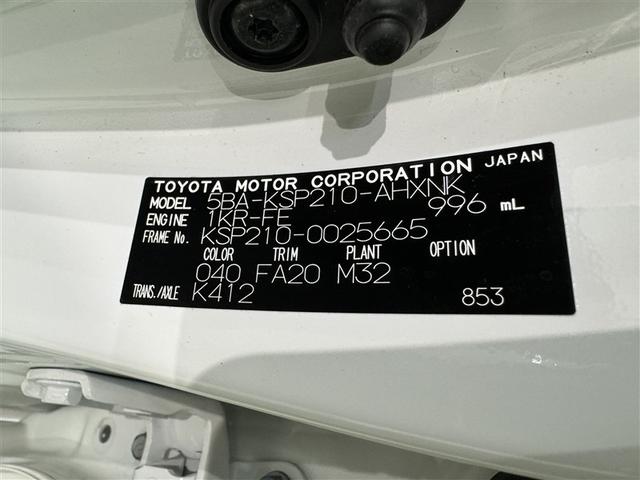 TOYOTA MOTOR CORPORATION JAPAN
MODEL 5BA-KSP210-AHXNK
ENGINE 1KR-FE 996 mL
FRAME No. KSP210-0025665
COLOR TRIM PLANT OPTION
040 FA20 M32
TRANS./AXLE K412 853